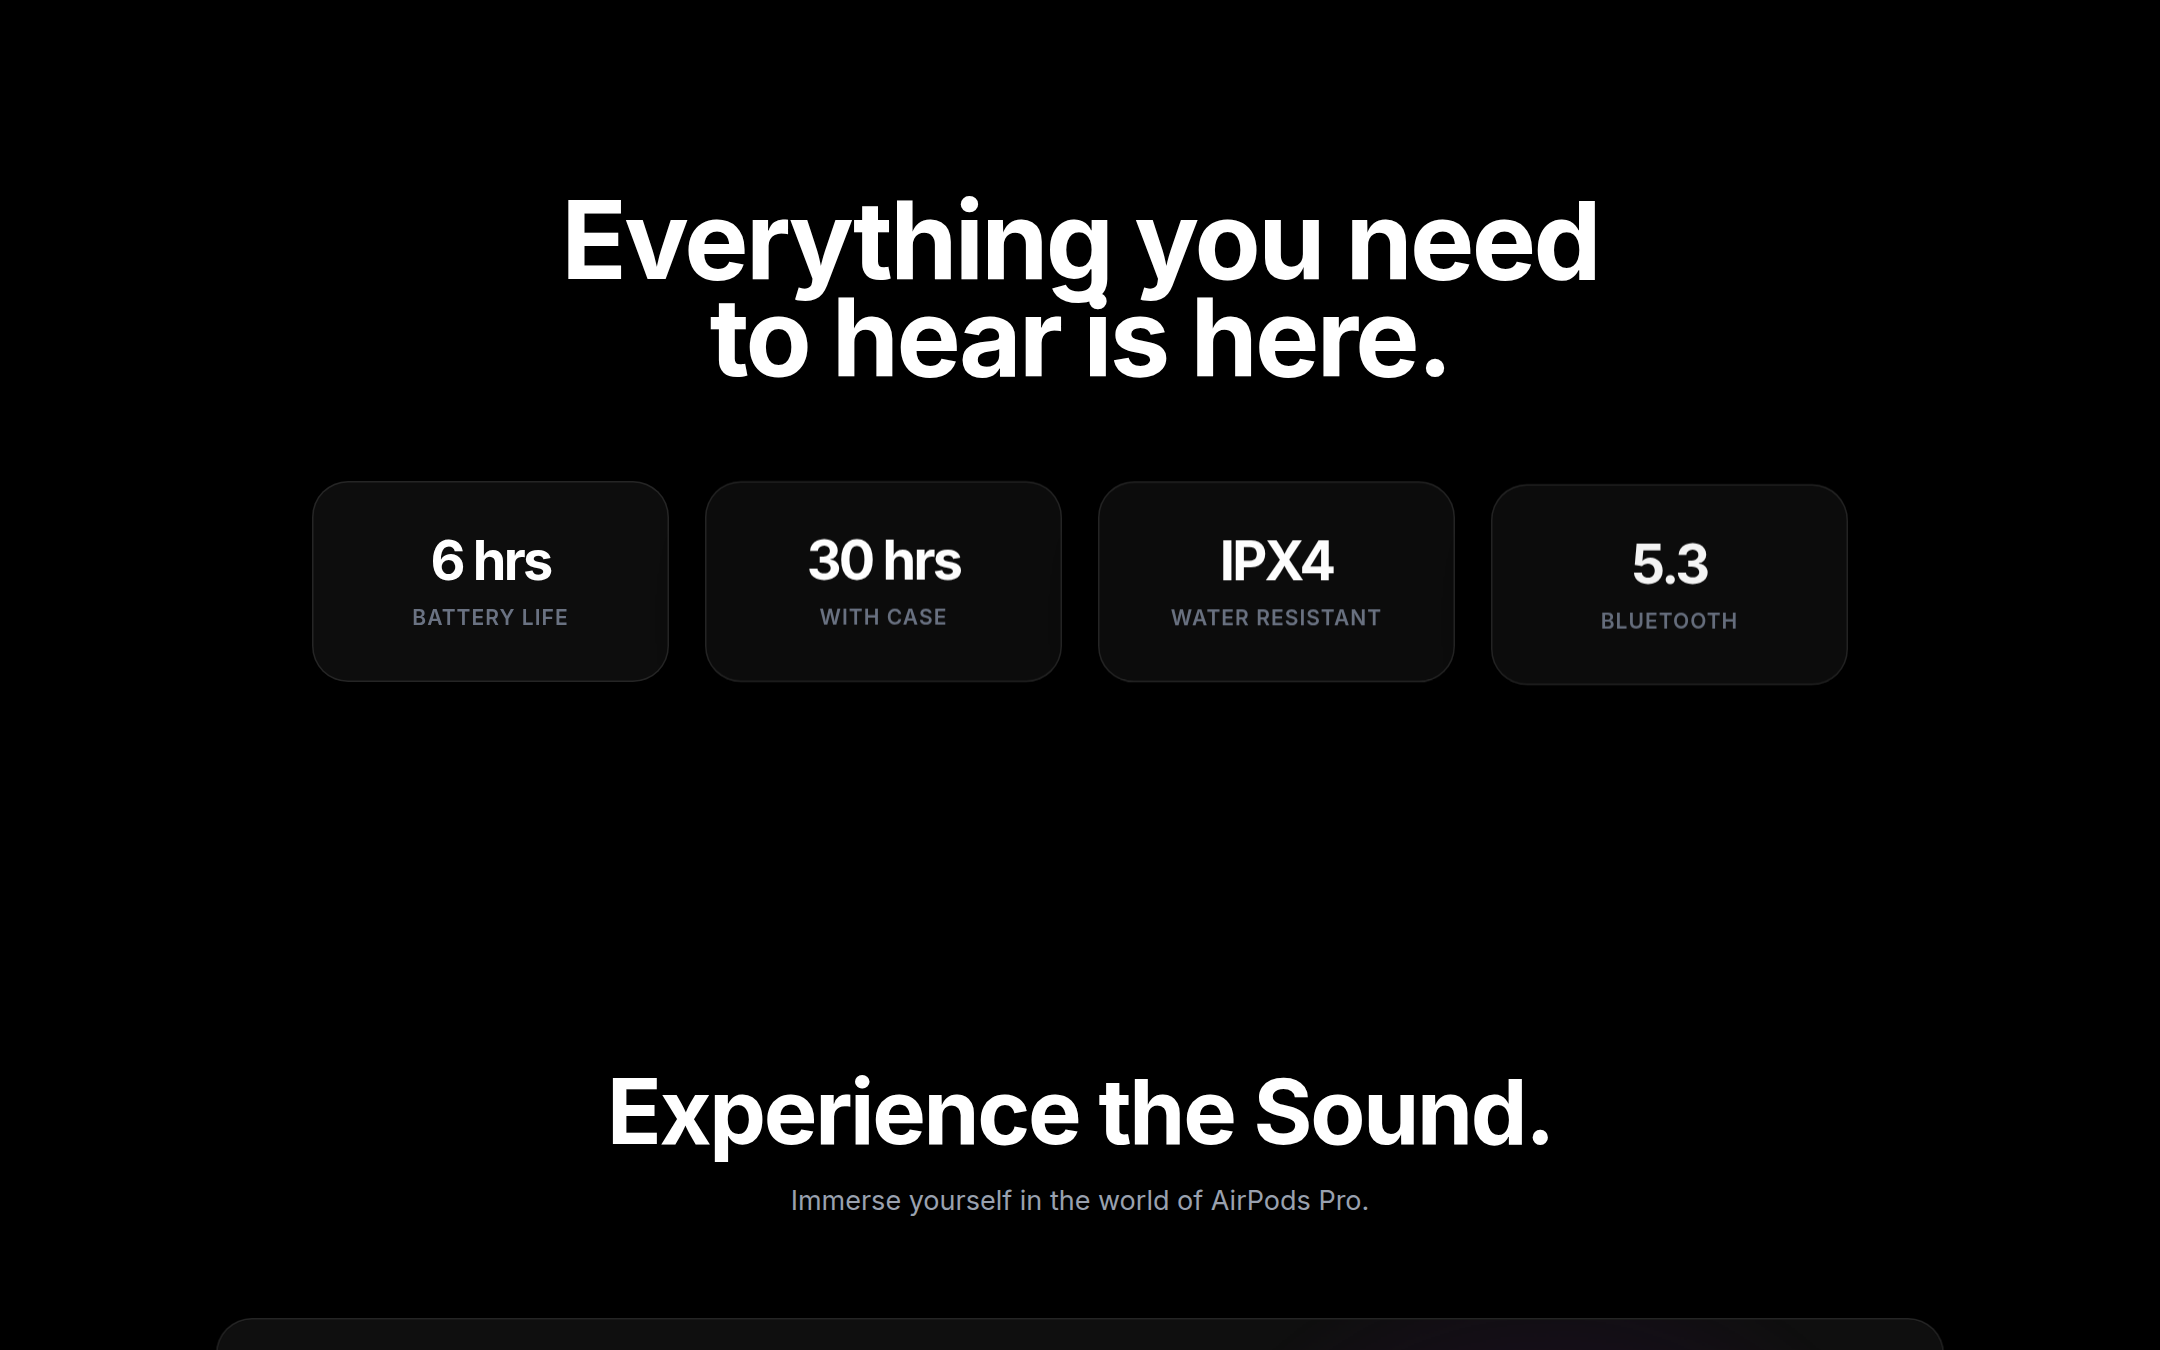 Everything you need
to hear is here.
6 hrs
BATTERY LIFE
30 hrs
WITH CASE
IPX4
WATER RESISTANT
5.3
BLUETOOTH
Experience the Sound.
Immerse yourself in the world of AirPods Pro.